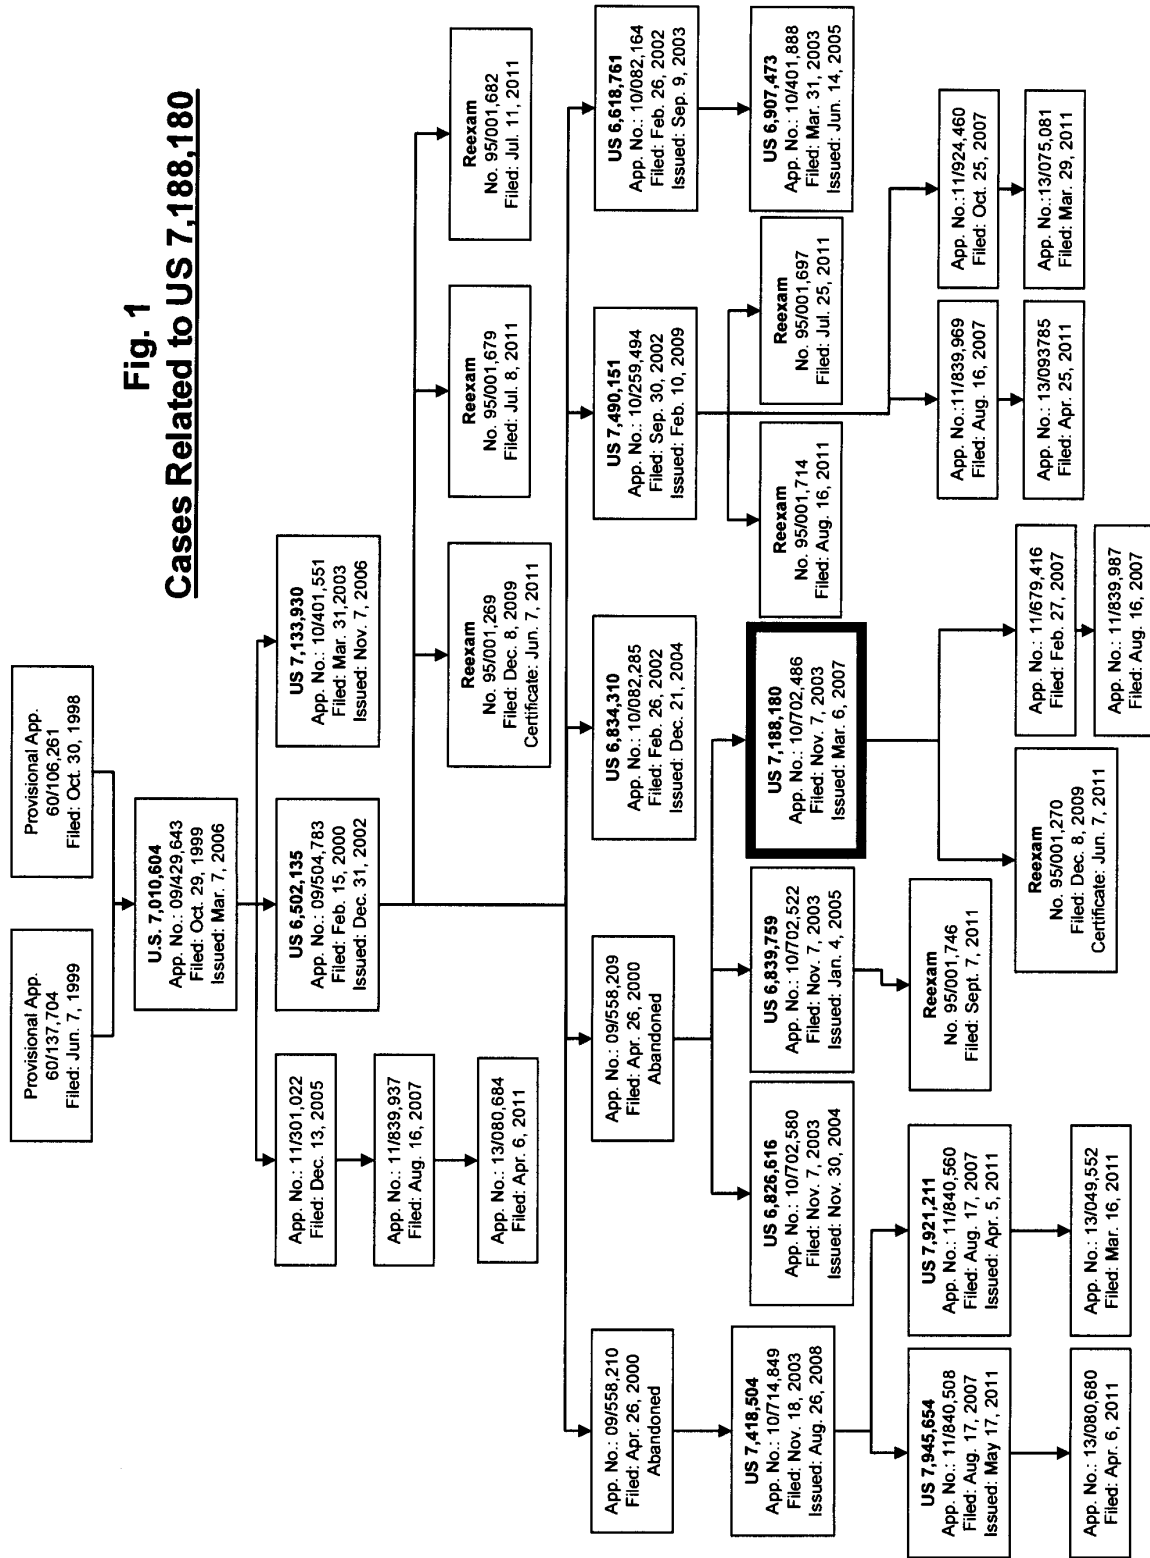 Fig. 1
Cases Related to US 7,188,180
Provisional App.
60/137,704
Filed: Jun. 7, 1999
Provisional App.
60/106,261
Filed: Oct. 30, 1998
U.S. 7,010,604
App. No.: 09/429,643
Filed: Oct. 29, 1999
Issued: Mar. 7, 2006
App. No.: 11/301,022
Filed: Dec. 13, 2005
US 6,502,135
App. No.: 09/504,783
Filed: Feb. 15, 2000
Issued: Dec. 31, 2002
US 7,133,930
App. No.: 10/401,551
Filed: Mar. 31,2003
Issued: Nov. 7, 2006
App. No.: 11/839,937
Filed: Aug. 16, 2007
App. No.: 13/080,684
Filed: Apr. 6, 2011
Reexam
No. 95/001,269
Filed: Dec. 8, 2009
Certificate: Jun. 7, 2011
Reexam
No. 95/001,679
Filed: Jul. 8, 2011
Reexam
No. 95/001,682
Filed: Jul. 11, 2011
App. No.: 09/558,210
Filed: Apr. 26, 2000
Abandoned
App. No.: 09/558,209
Filed: Apr. 26, 2000
Abandoned
US 6,834,310
App. No.: 10/082,285
Filed: Feb. 26, 2002
Issued: Dec. 21, 2004
US 7,490,151
App. No.: 10/259,494
Filed: Sep. 30, 2002
Issued: Feb. 10, 2009
US 6,618,761
App. No.: 10/082,164
Filed: Feb. 26, 2002
Issued: Sep. 9, 2003
US 7,418,504
App. No.: 10/714,849
Filed: Nov. 18, 2003
Issued: Aug. 26, 2008
US 6,826,616
App. No.: 10/702,580
Filed: Nov. 7, 2003
Issued: Nov. 30, 2004
US 6,839,759
App. No.: 10/702,522
Filed: Nov. 7, 2003
Issued: Jan. 4, 2005
US 7,188,180
App. No.: 10/702,486
Filed: Nov. 7, 2003
Issued: Mar. 6, 2007
Reexam
No. 95/001,714
Filed: Aug. 16, 2011
Reexam
No. 95/001,697
Filed: Jul. 25, 2011
US 6,907,473
App. No.: 10/401,888
Filed: Mar. 31, 2003
Issued: Jun. 14, 2005
US 7,945,654
App. No.: 11/840,508
Filed: Aug. 17, 2007
Issued: May 17, 2011
US 7,921,211
App. No.: 11/840,560
Filed: Aug. 17, 2007
Issued: Apr. 5, 2011
Reexam
No. 95/001,746
Filed: Sept. 7, 2011
App. No.:11/839,969
Filed: Aug. 16, 2007
App. No.:11/924,460
Filed: Oct. 25, 2007
Reexam
No. 95/001,270
Filed: Dec. 8, 2009
Certificate: Jun. 7, 2011
App. No.: 11/679,416
Filed: Feb. 27, 2007
App. No.: 13/093785
Filed: Apr. 25, 2011
App. No.:13/075,081
Filed: Mar. 29, 2011
App. No.: 13/080,680
Filed: Apr. 6, 2011
App. No.: 13/049,552
Filed: Mar. 16, 2011
App. No.: 11/839,987
Filed: Aug. 16, 2007